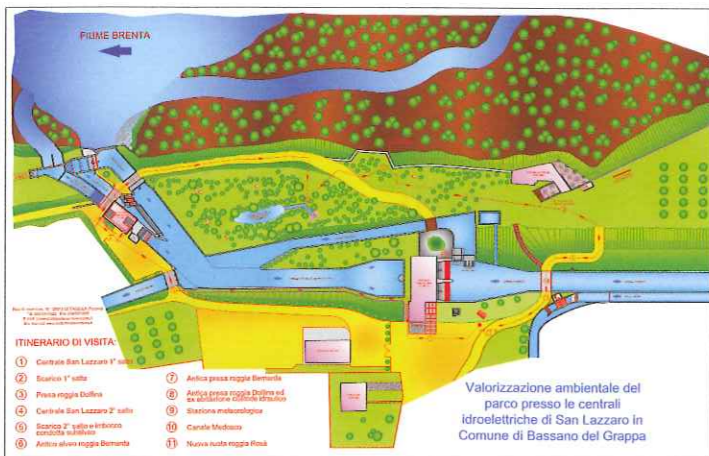 FIUME BRENTA
ITINERARIO DI VISITA:
1 Centrale San Lazzaro 1° salto
2 Scarico 1° salto
3 Presa roggia Dolfina
4 Centrale San Lazzaro 2° salto
5 Scarico 2° salto e imbocco
condotta subalveo
6 Antico alveo roggia Bernarda
7 Antica presa roggia Bernarda
8 Antica presa roggia Dolfina ed
ex abitazione custode idraulico
9 Stazione meteorologica
10 Canale Medoaco
11 Nuova ruota roggia Rosà
Valorizzazione ambientale del
parco presso le centrali
idroelettriche di San Lazzaro in
Comune di Bassano del Grappa